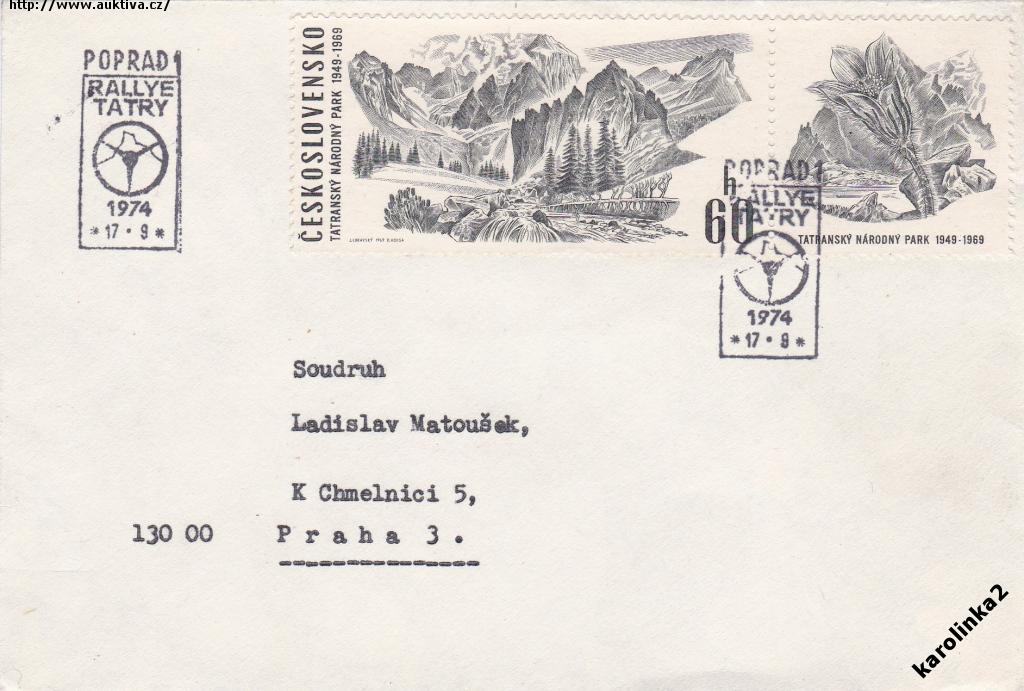 http://www.auktiva.cz/
POPRAD 1
RALLYE
TATRY
1974
* 17 • 9 *
ČESKOSLOVENSKO
TATRANSKÝ NÁRODNÝ PARK 1949-1969
60
TATRANSKÝ NÁRODNÝ PARK 1949-1969
POPRAD 1
RALLYE
TATRY
1974
* 17 • 9 *
Soudruh
Ladislav Matoušek,
K Chmelnici 5,
130 00 Praha 3.
karolinka2